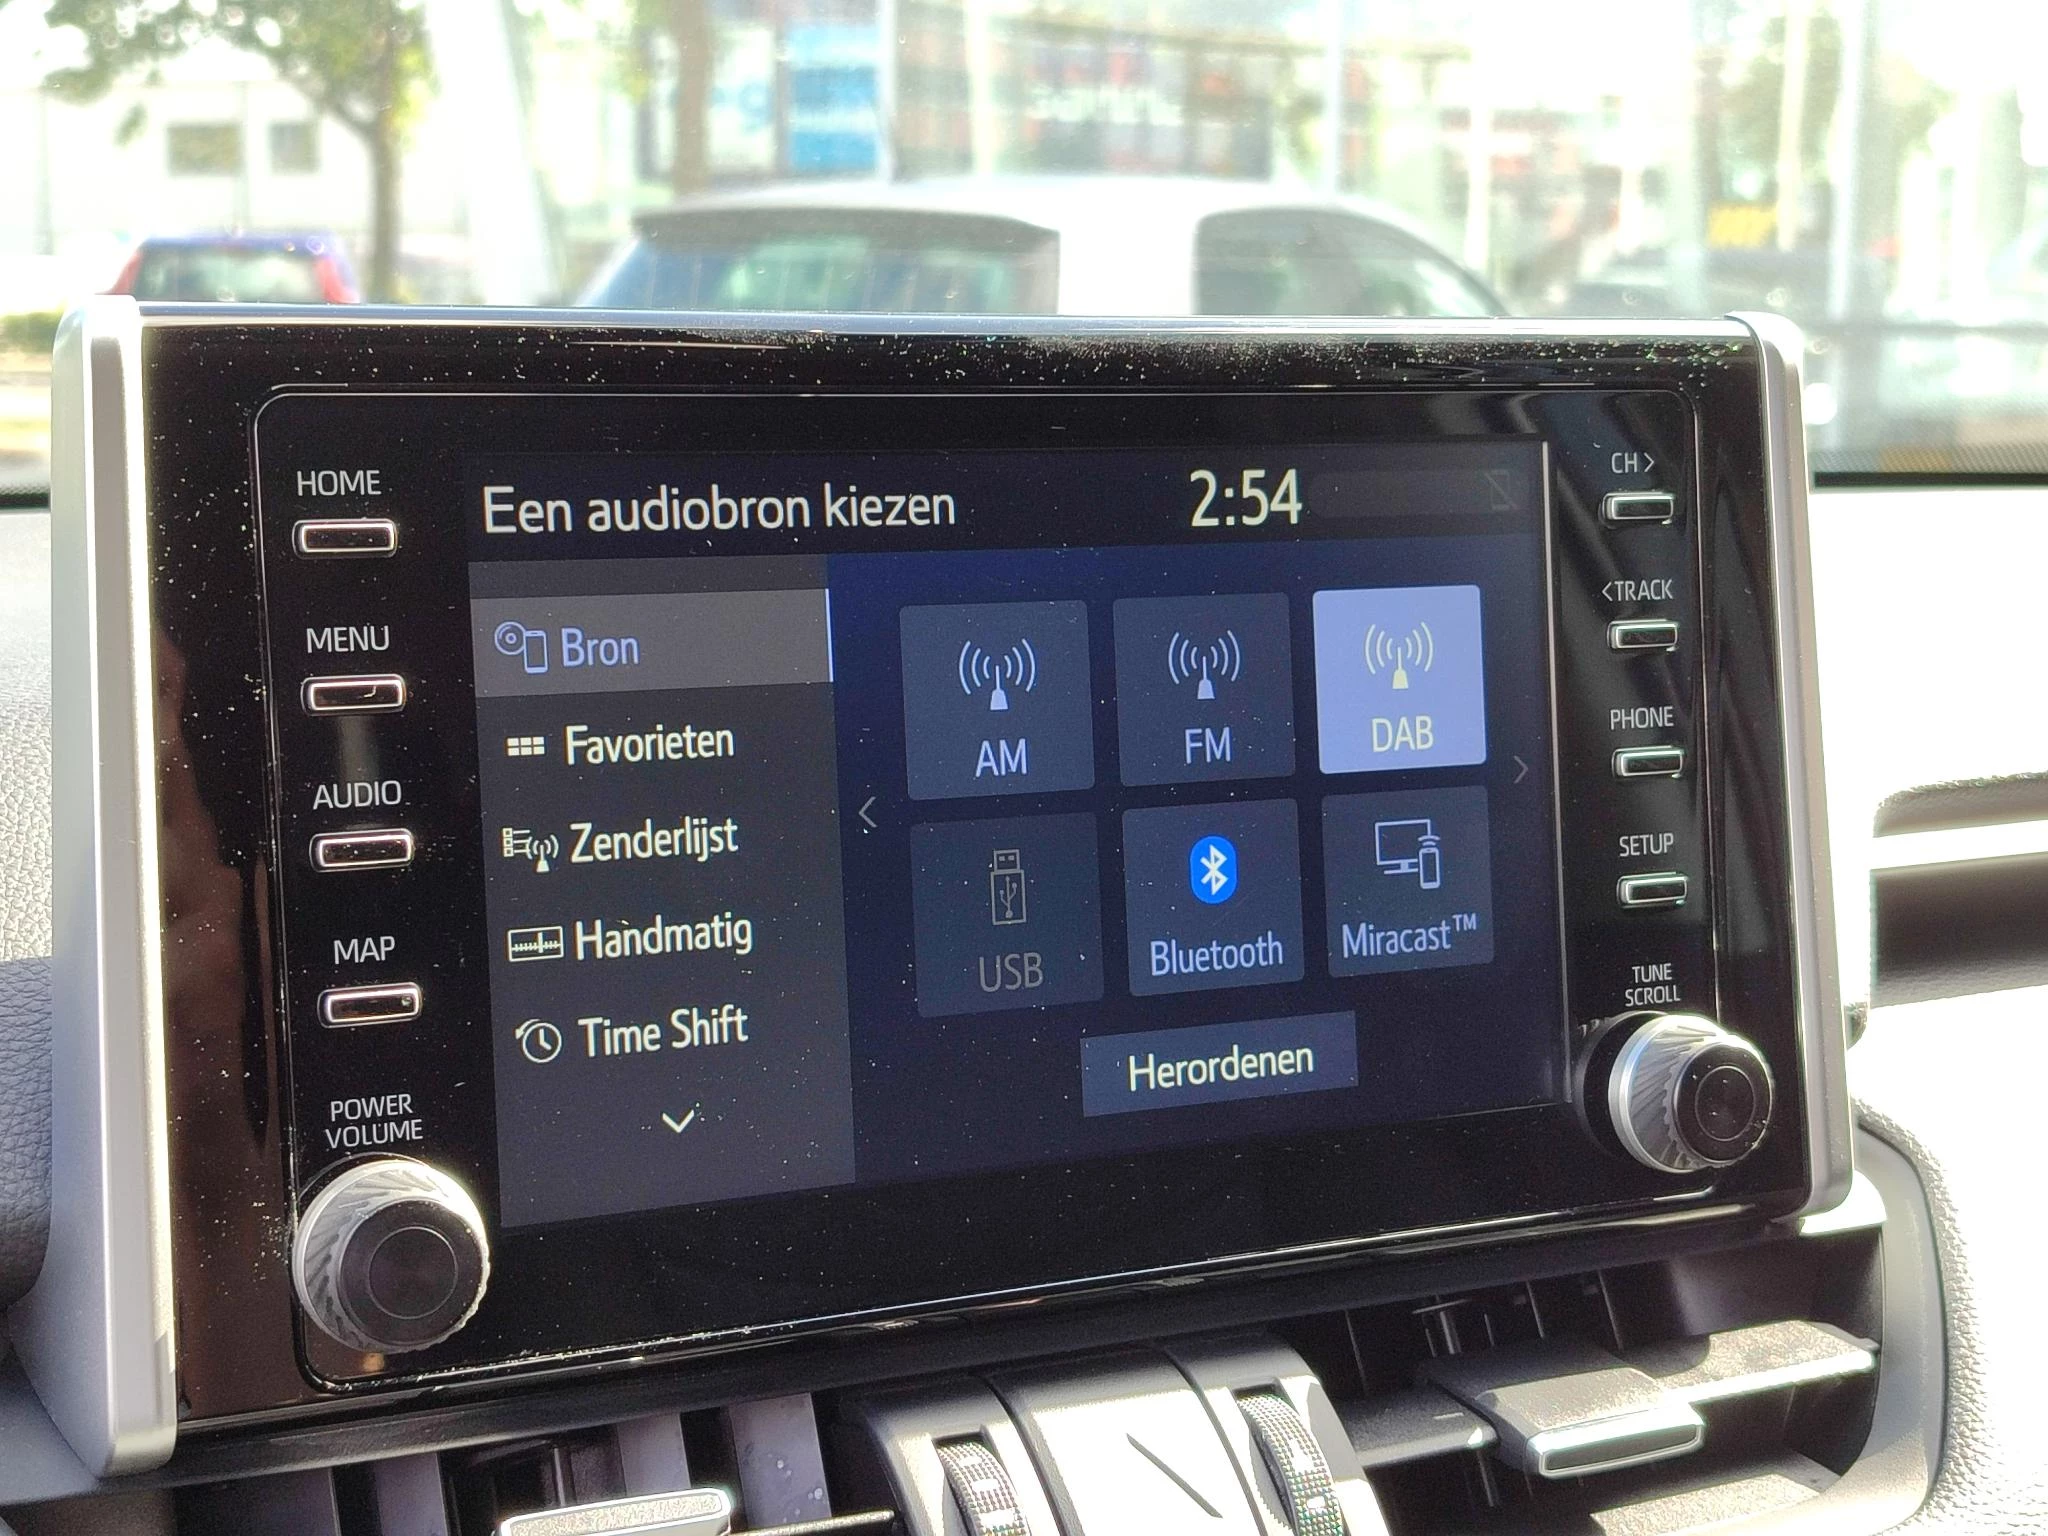 HOME
MENU
AUDIO
MAP
POWER
VOLUME
Een audiobron kiezen
2:54
Bron
Favorieten
Zenderlijst
Handmatig
Time Shift
AM
FM
DAB
USB
Bluetooth
Miracast™
Herordenen
CH>
<TRACK
PHONE
SETUP
TUNE
SCROLL